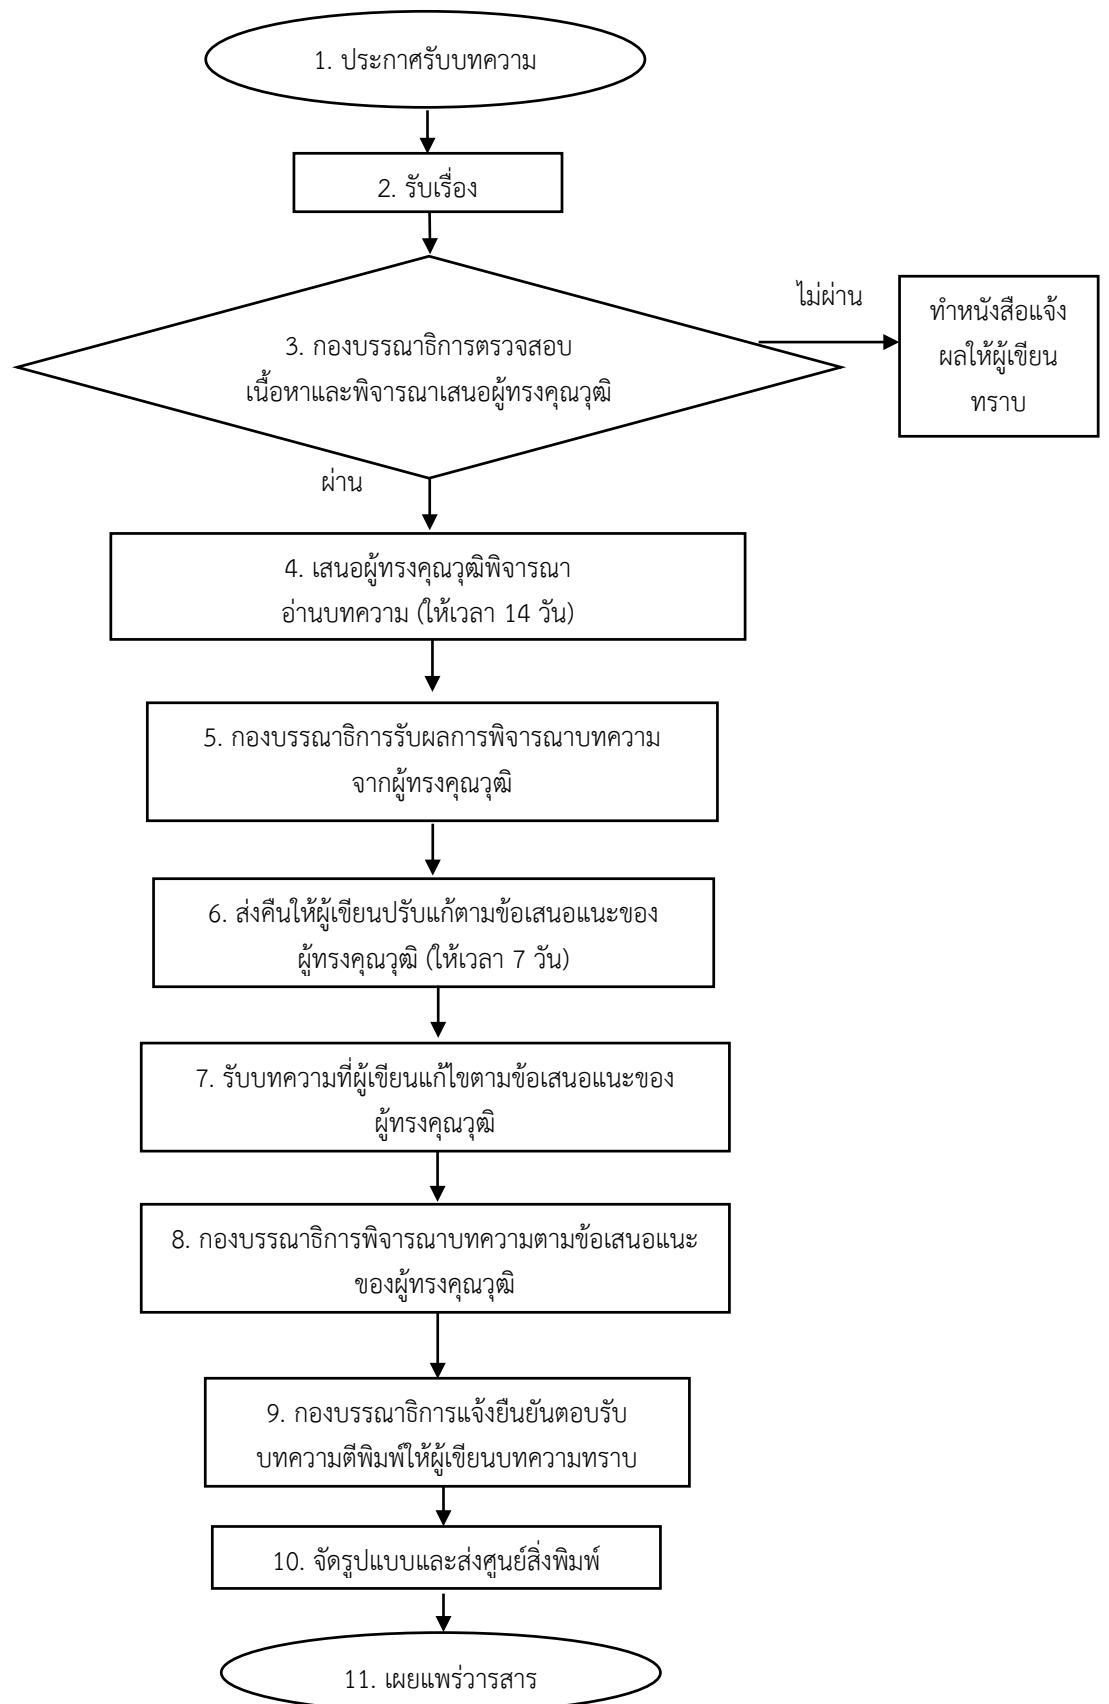 1. ประกาศรับบทความ
2. รับเรื่อง
ไม่ผ่าน
ทำหนังสือแจ้ง
ผลให้ผู้เขียน
ทราบ
3. กองบรรณาธิการตรวจสอบ
เนื้อหาและพิจารณาเสนอผู้ทรงคุณวุฒิ
ผ่าน
4. เสนอผู้ทรงคุณวุฒิพิจารณา
อ่านบทความ (ให้เวลา 14 วัน)
5. กองบรรณาธิการรับผลการพิจารณาบทความ
จากผู้ทรงคุณวุฒิ
6. ส่งคืนให้ผู้เขียนปรับแก้ตามข้อเสนอแนะของ
ผู้ทรงคุณวุฒิ (ให้เวลา 7 วัน)
7. รับบทความที่ผู้เขียนแก้ไขตามข้อเสนอแนะของ
ผู้ทรงคุณวุฒิ
8. กองบรรณาธิการพิจารณาบทความตามข้อเสนอแนะ
ของผู้ทรงคุณวุฒิ
9. กองบรรณาธิการแจ้งยืนยันตอบรับ
บทความตีพิมพ์ให้ผู้เขียนบทความทราบ
10. จัดรูปแบบและส่งศูนย์สิ่งพิมพ์
11. เผยแพร่วารสาร